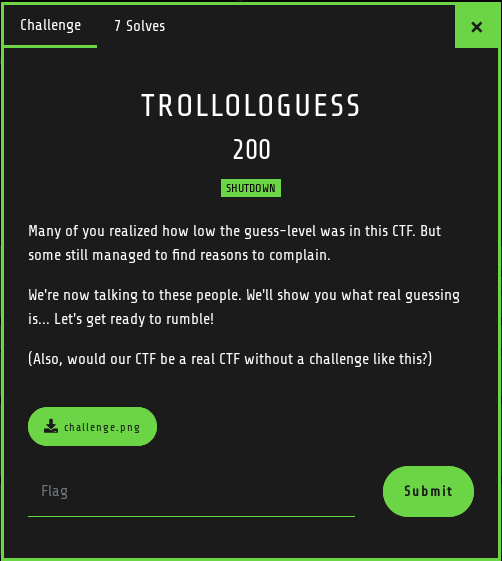 Challenge
7 Solves
×
TROLLOLOGUESS
200
SHUTDOWN
Many of you realized how low the guess-level was in this CTF. But
some still managed to find reasons to complain.
We're now talking to these people. We'll show you what real guessing
is... Let's get ready to rumble!
(Also, would our CTF be a real CTF without a challenge like this?)
challenge.png
Flag
Submit